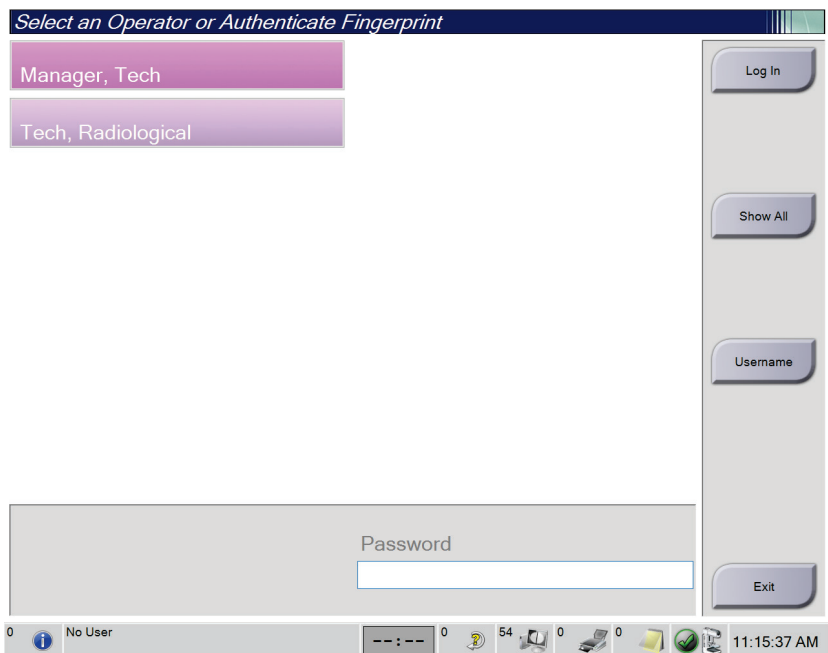 Select an Operator or Authenticate Fingerprint
Manager, Tech
Log In
Tech, Radiological
Show All
Username
Password
Exit
0 No User --:-- 0 54 0 0 11:15:37 AM